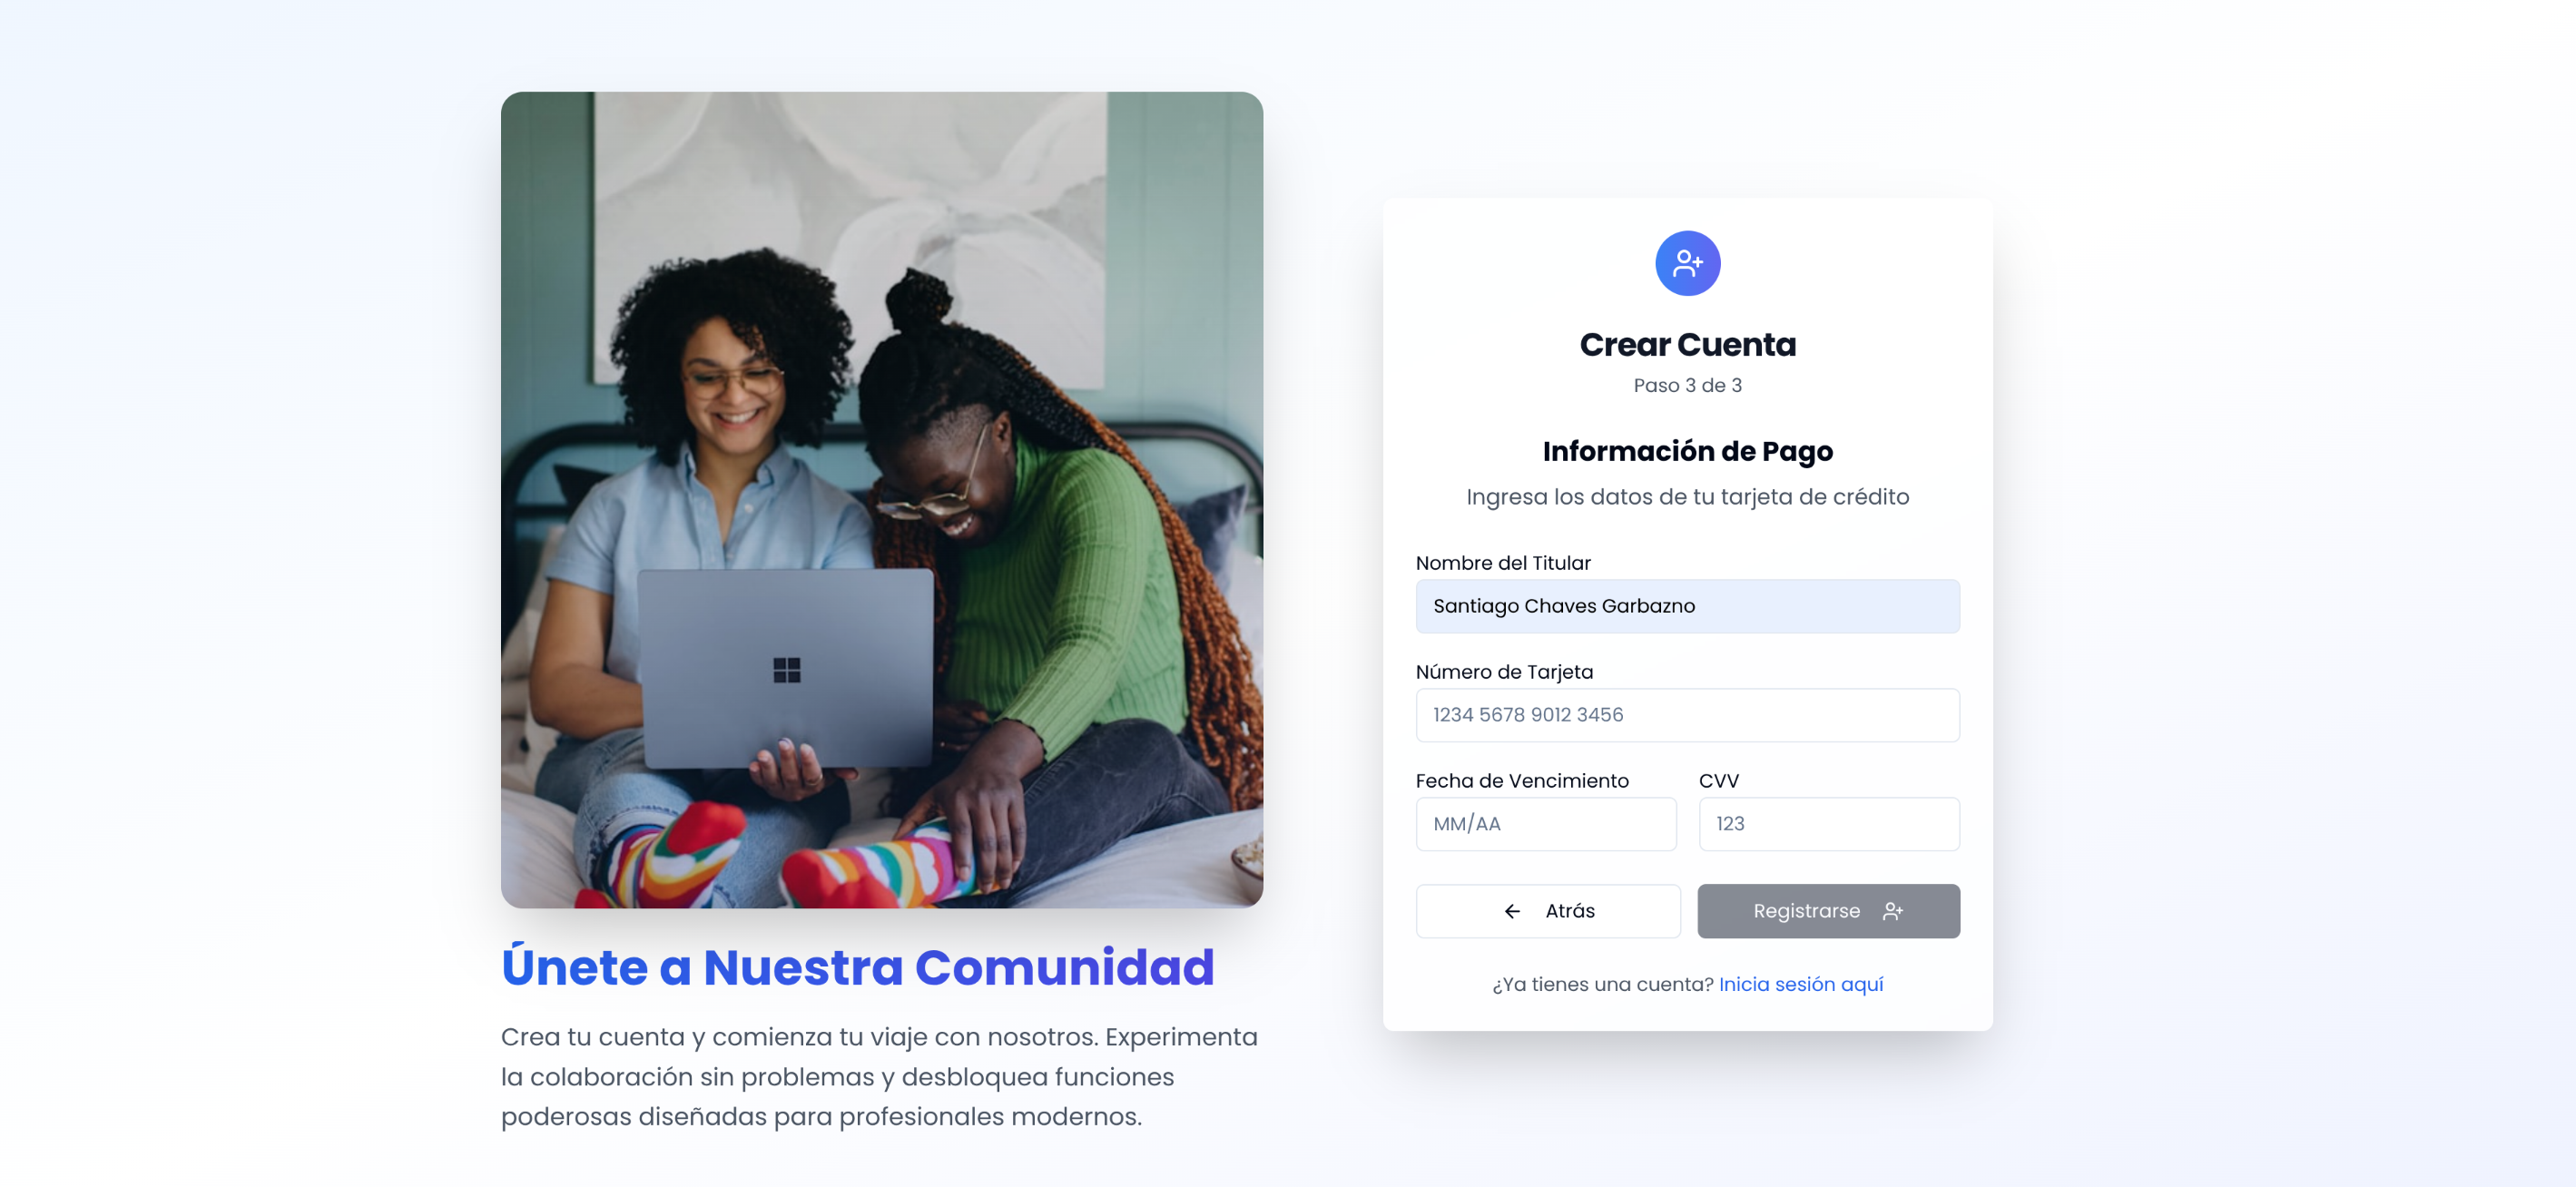 Únete a Nuestra Comunidad
Crea tu cuenta y comienza tu viaje con nosotros. Experimenta
la colaboración sin problemas y desbloquea funciones
poderosas diseñadas para profesionales modernos.
Crear Cuenta
Paso 3 de 3
Información de Pago
Ingresa los datos de tu tarjeta de crédito
Nombre del Titular
Santiago Chaves Garbazno
Número de Tarjeta
1234 5678 9012 3456
Fecha de Vencimiento CVV
MM/AA 123
Atrás Registrarse
¿Ya tienes una cuenta? Inicia sesión aquí